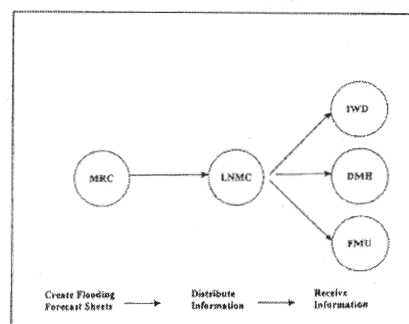 IWD
MRC
LNMC
DMH
FMU
Create Flooding
Forecast Sheets
Distribute
Information
Receive
Information